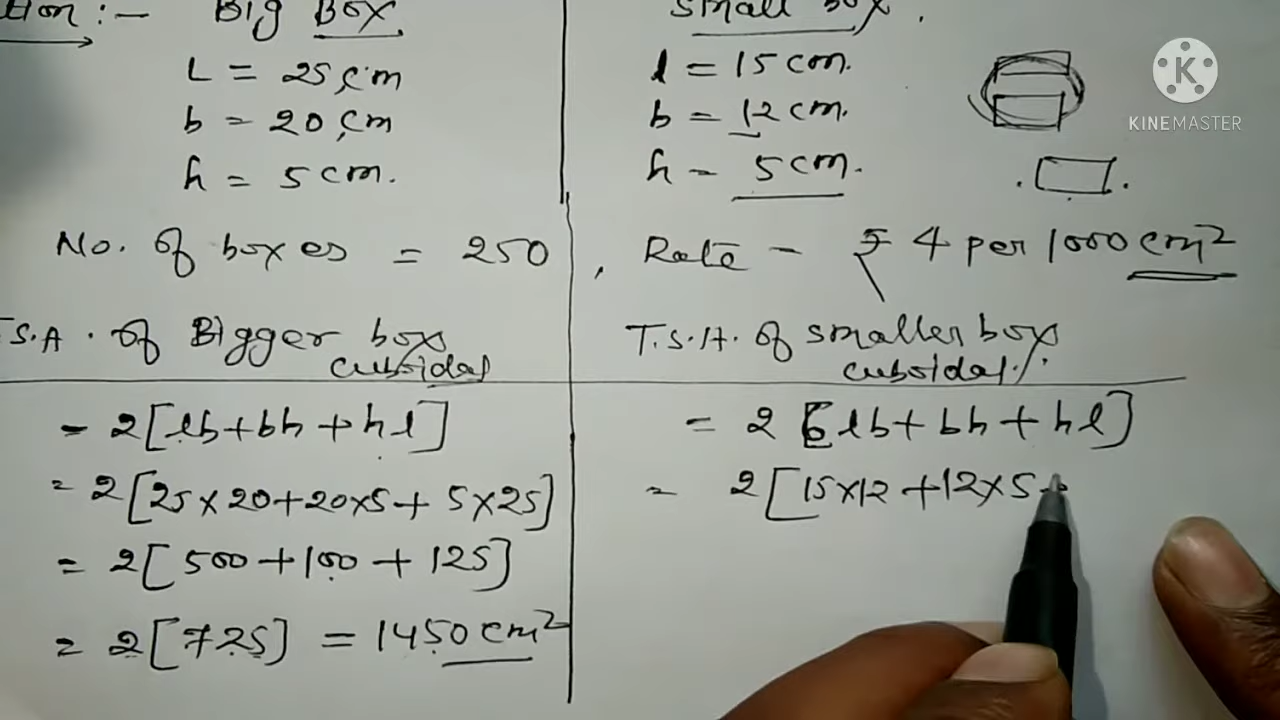 tion :- Big Box
L = 25 cm
b = 20 cm
h = 5 cm.
Small box.
l = 15 cm.
b = 12 cm.
h - 5 cm.
KINEMASTER
No. of boxes = 250, Rate - ₹ 4 per 1000 cm²
T.S.A. of Bigger box
cuboidal
= 2[lb+bh+hl]
= 2[25×20+20×5+5×25]
= 2[500+100+125]
= 2[725] = 1450 cm²
T.S.A. of smaller box
cuboidal
= 2[lb+bh+hl]
= 2[15×12+12×5+